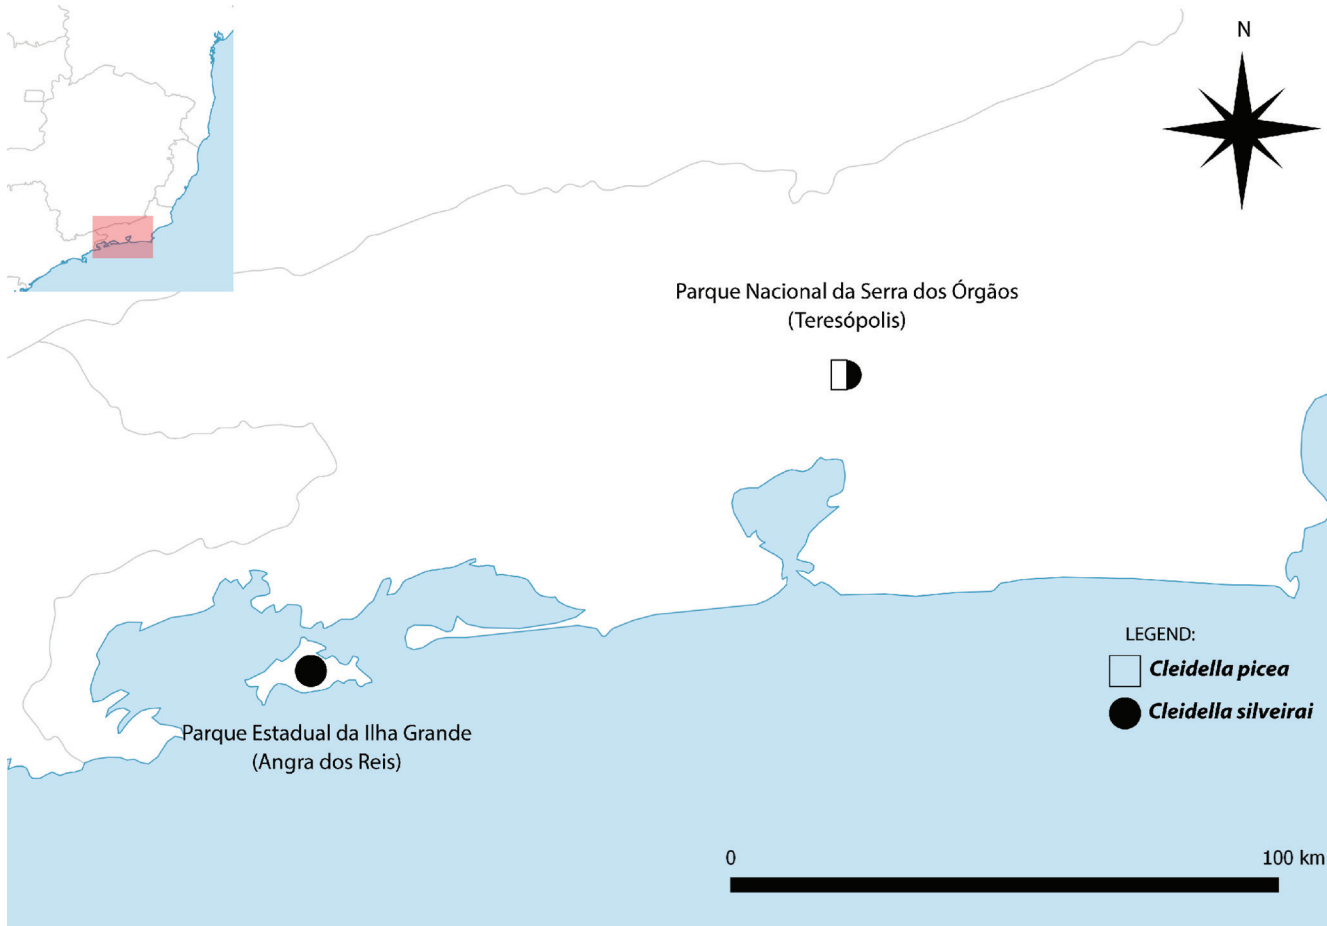 N
Parque Nacional da Serra dos Órgãos
(Teresópolis)
LEGEND:
Cleidella picea
Cleidella silveirai
Parque Estadual da Ilha Grande
(Angra dos Reis)
0 100 km